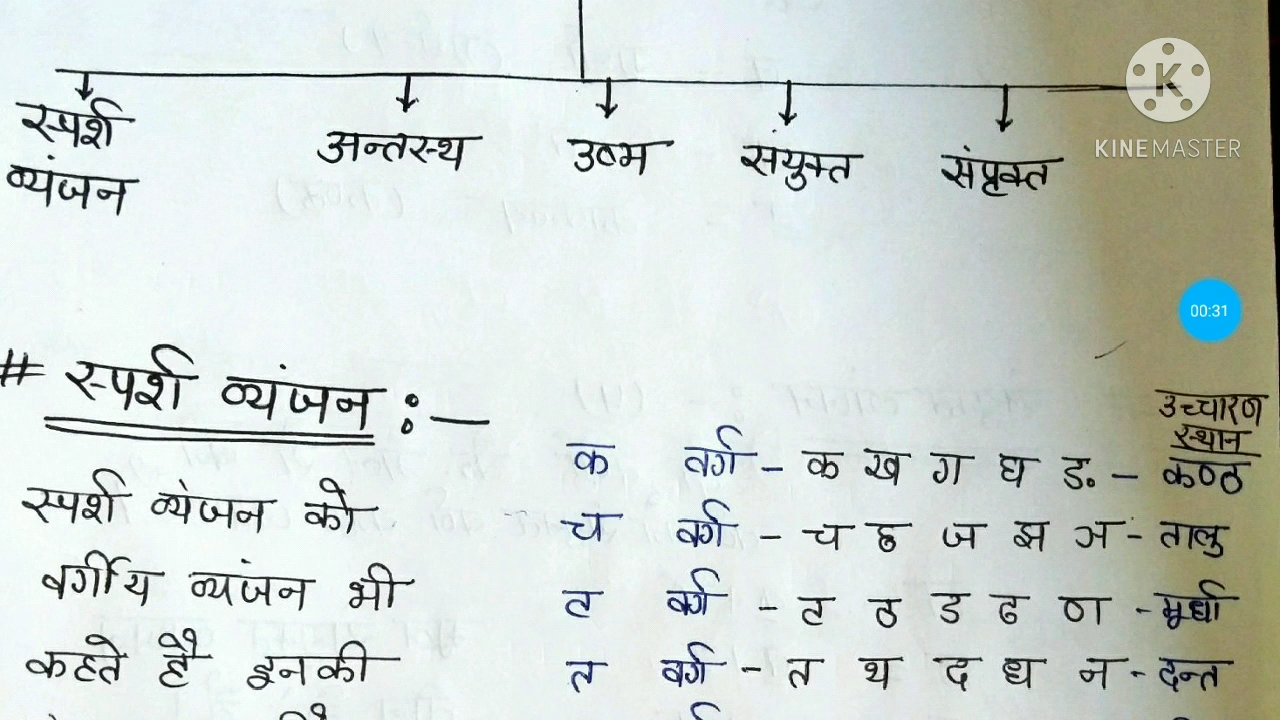 स्पर्श व्यंजन
अन्तस्थ
उष्म
संयुक्त
संपृक्त
KINEMASTER
00:31
# स्पर्श व्यंजन :—
स्पर्श व्यंजन को
वर्गीय व्यंजन भी
कहते है इनकी
उच्चारण स्थान
क वर्ग - क ख ग घ ड. - कण्ठ
च वर्ग - च छ ज झ ञ - तालु
ट वर्ग - ट ठ ड ढ ण - मूर्धा
त वर्ग - त थ द ध न - दन्त